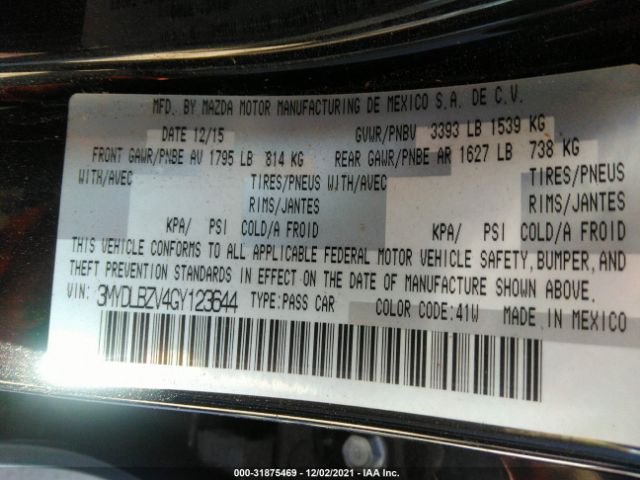 MFD. BY MAZDA MOTOR MANUFACTURING DE MEXICO S.A. DE C.V.
DATE 12/15 GVWR/PNBV 3393 LB 1539 KG
FRONT GAWR/PNBE AV 1795 LB 814 KG REAR GAWR/PNBE AR 1627 LB 738 KG
WITH/AVEC TIRES/PNEUS WITH/AVEC TIRES/PNEUS
RIMS/JANTES RIMS/JANTES
KPA/ PSI COLD/A FROID KPA/ PSI COLD/A FROID
THIS VEHICLE CONFORMS TO ALL APPLICABLE FEDERAL MOTOR VEHICLE SAFETY, BUMPER, AND
THEFT PREVENTION STANDARDS IN EFFECT ON THE DATE OF MANUFACTURE SHOWN ABOVE.
VIN: 3MYDLBZV4GY123644 TYPE: PASS CAR COLOR CODE: 41W MADE IN MEXICO
000-31875469 - 12/02/2021 - IAA Inc.